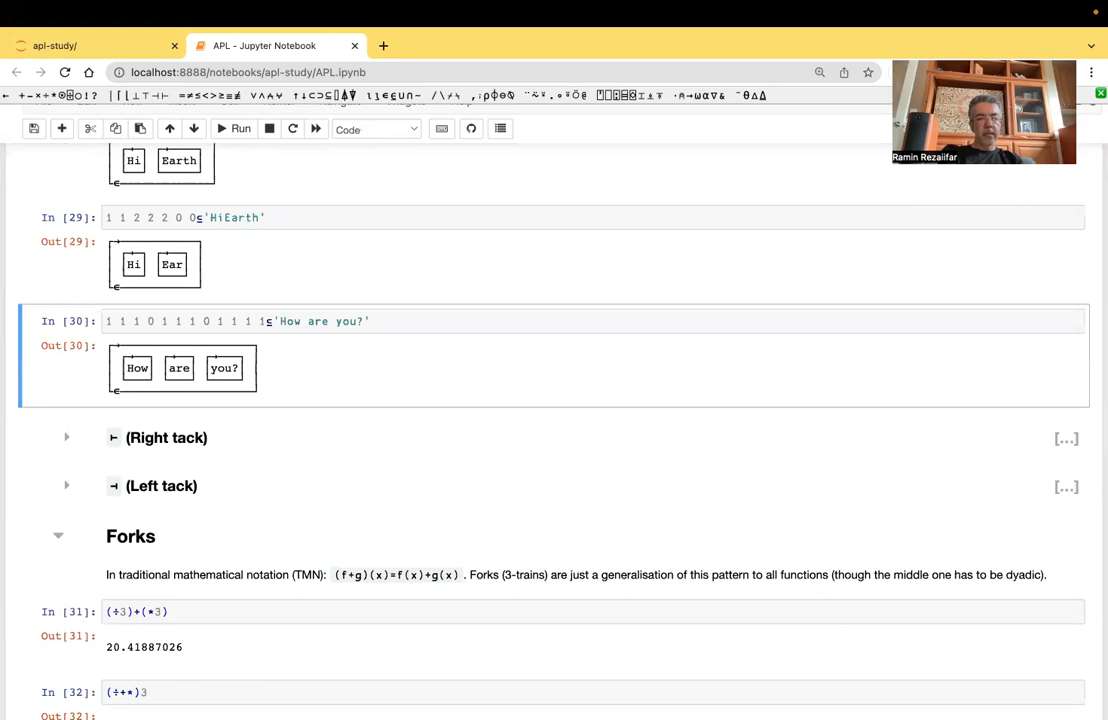 apl-study/
APL - Jupyter Notebook
localhost:8888/notebooks/apl-study/APL.ipynb
Run
Code
Ramin Rezaiifar
Hi Earth
In [29]: 1 1 2 2 2 0 0⊆'HiEarth'
Out[29]:
Hi Ear
In [30]: 1 1 1 0 1 1 1 0 1 1 1 1⊆'How are you?'
Out[30]:
How are you?
⊢ (Right tack) [...]
⊣ (Left tack) [...]
Forks
In traditional mathematical notation (TMN): (f+g)(x)=f(x)+g(x) . Forks (3-trains) are just a generalisation of this pattern to all functions (though the middle one has to be dyadic).
In [31]: (÷3)+(*3)
Out[31]:
20.41887026
In [32]: (÷+*)3
Out[32]: